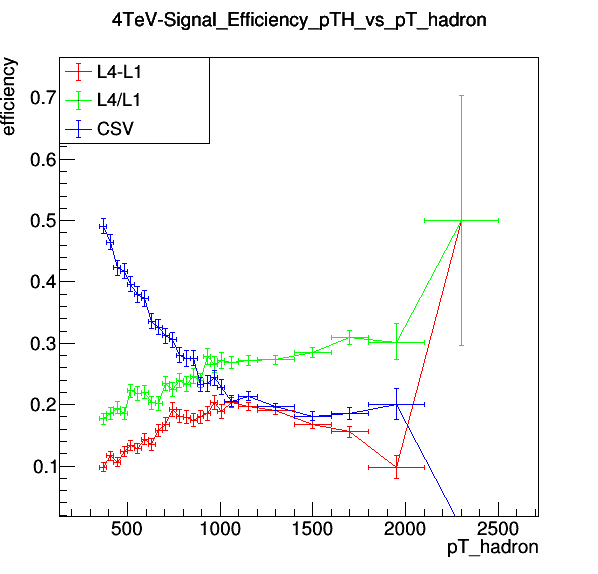 4TeV-Signal_Efficiency_pTH_vs_pT_hadron
efficiency
L4-L1
L4/L1
CSV
0.7
0.6
0.5
0.4
0.3
0.2
0.1
500 1000 1500 2000 2500
pT_hadron